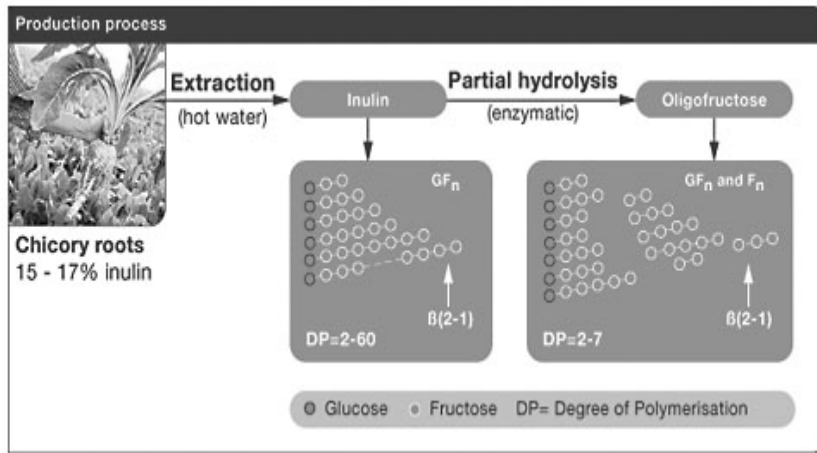 Production process
Extraction
(hot water)
Inulin
Partial hydrolysis
(enzymatic)
Oligofructose
Chicory roots
15 - 17% inulin
GFn
ß(2-1)
DP=2-60
GFn and Fn
ß(2-1)
DP=2-7
Glucose Fructose DP= Degree of Polymerisation